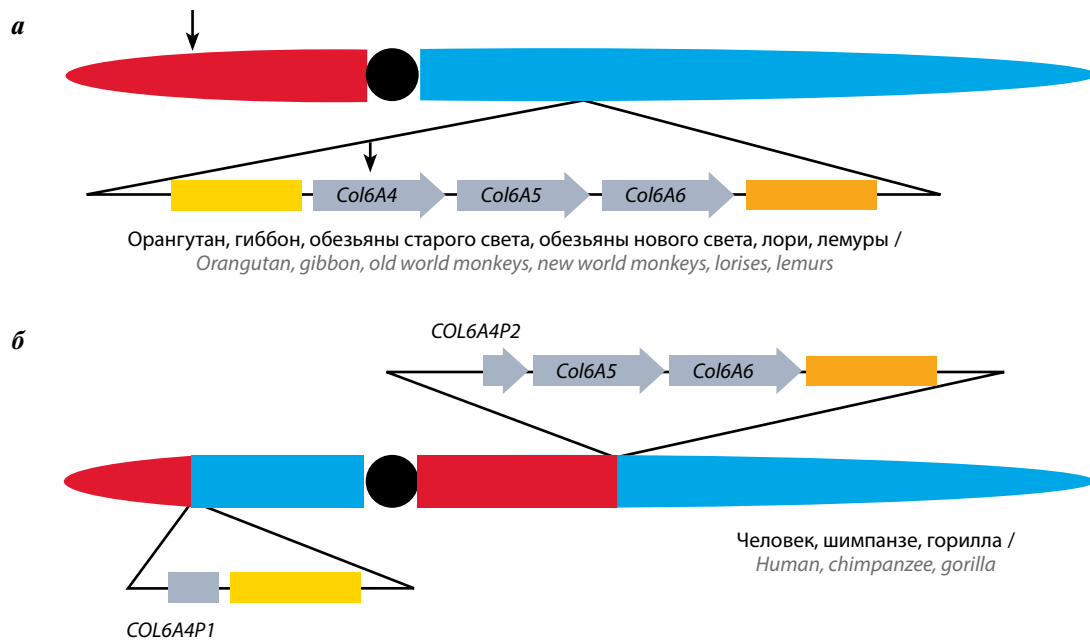 а
Col6A4 Col6A5 Col6A6
Орангутан, гиббон, обезьяны старого света, обезьяны нового света, лори, лемуры /
Orangutan, gibbon, old world monkeys, new world monkeys, lorises, lemurs
б
COL6A4P2
Col6A5 Col6A6
Человек, шимпанзе, горилла /
Human, chimpanzee, gorilla
COL6A4P1